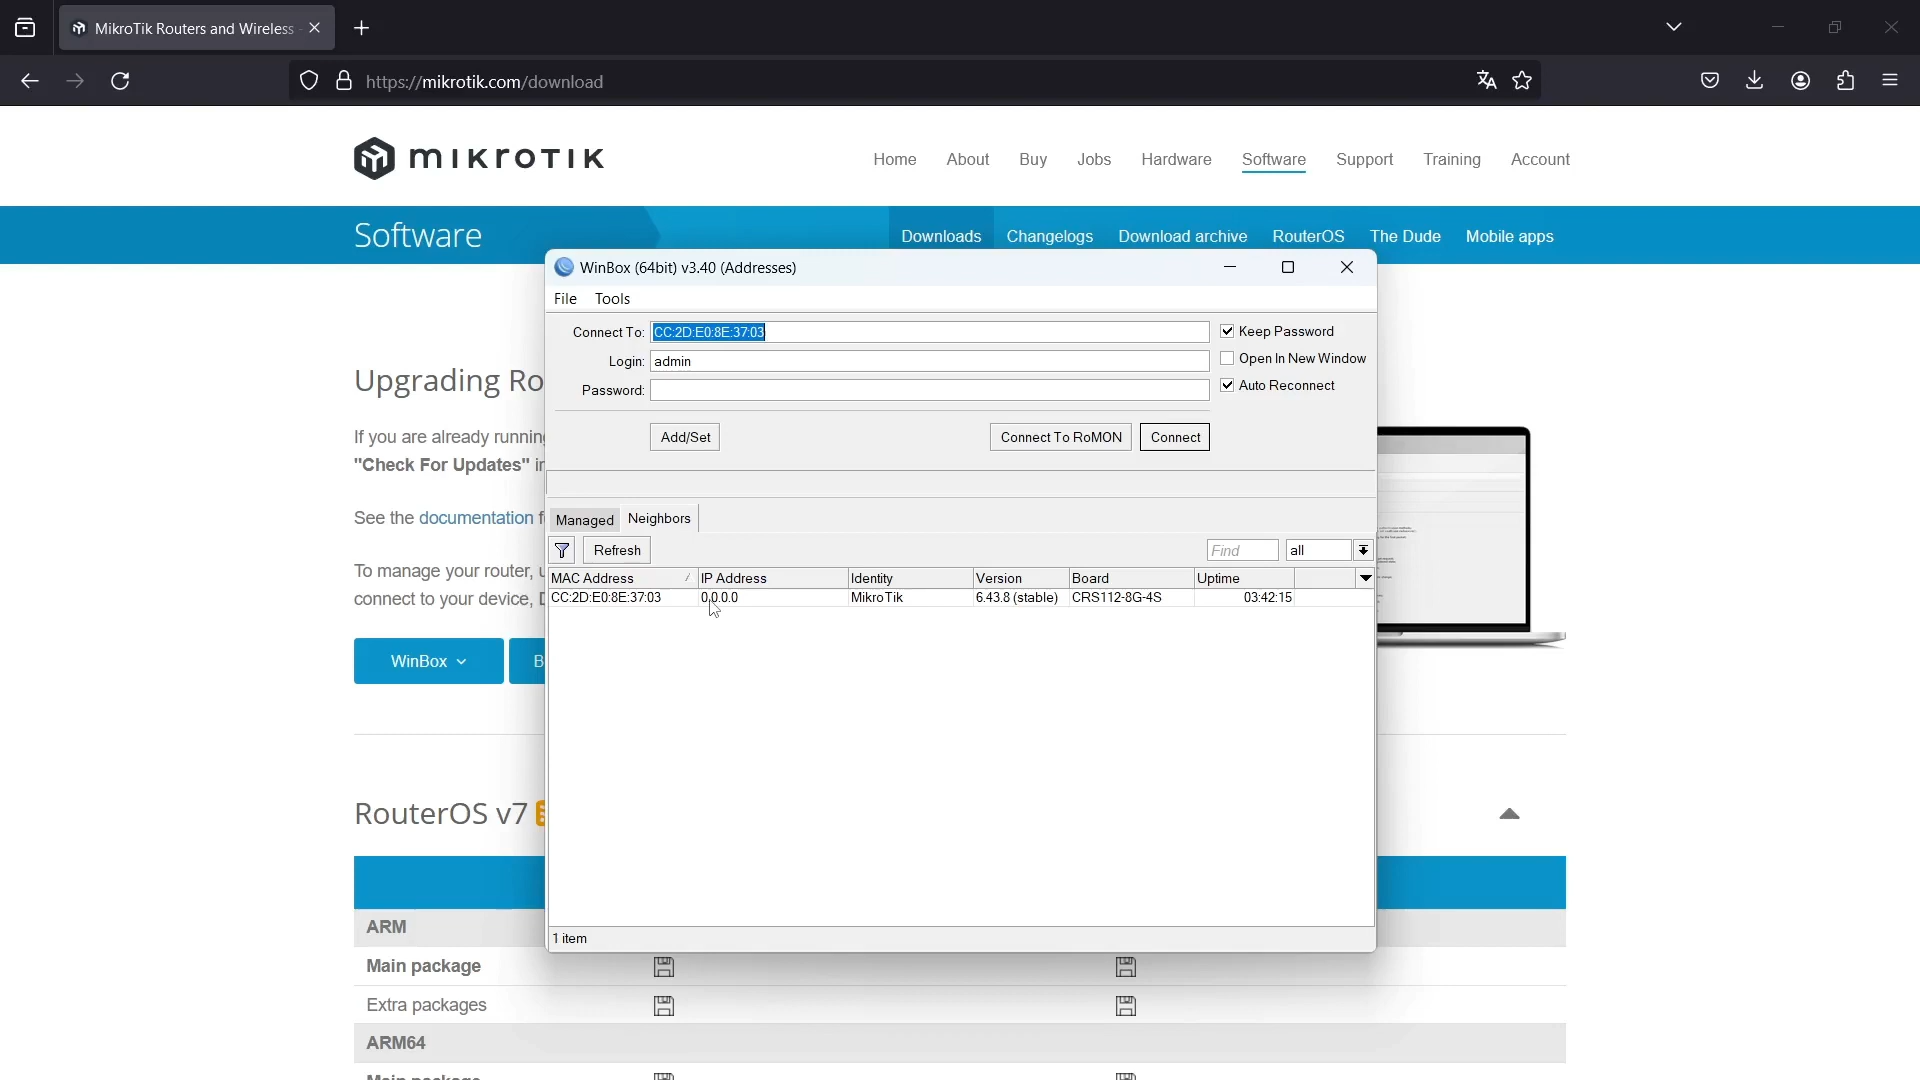 MikroTik Routers and Wireless -
https://mikrotik.com/download
mikrotik
Home About Buy Jobs Hardware Software Support Training Account
Software
Downloads Changelogs Download archive RouterOS The Dude Mobile apps
WinBox (64bit) v3.40 (Addresses)
File Tools
Connect To: CC:2D:E0:8E:37:03
Keep Password
Login: admin
Open In New Window
Password:
Auto Reconnect
Add/Set Connect To RoMON Connect
Managed Neighbors
Refresh Find all
MAC Address IP Address Identity Version Board Uptime
CC:2D:E0:8E:37:03 0.0.0.0 MikroTik 6.43.8 (stable) CRS112-8G-4S 03:42:15
1 item
Upgrading Ro
If you are already runnin
"Check For Updates" i
See the documentation f
To manage your router,
connect to your device,
WinBox B
RouterOS v7
ARM
Main package
Extra packages
ARM64
Main package